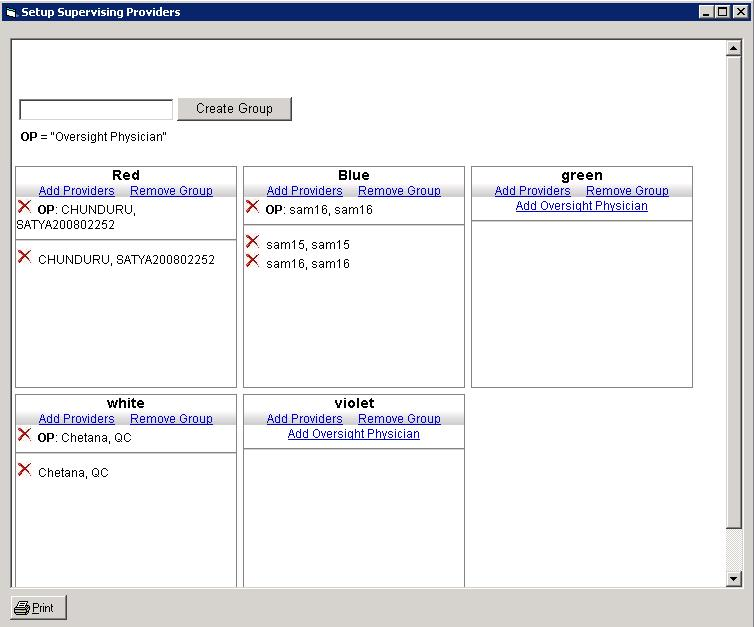 Setup Supervising Providers
Create Group
OP = "Oversight Physician"
Red
Add Providers Remove Group
OP: CHUNDURU,
SATYA200802252
CHUNDURU, SATYA200802252
Blue
Add Providers Remove Group
OP: sam16, sam16
sam15, sam15
sam16, sam16
green
Add Providers Remove Group
Add Oversight Physician
white
Add Providers Remove Group
OP: Chetana, QC
Chetana, QC
violet
Add Providers Remove Group
Add Oversight Physician
Print